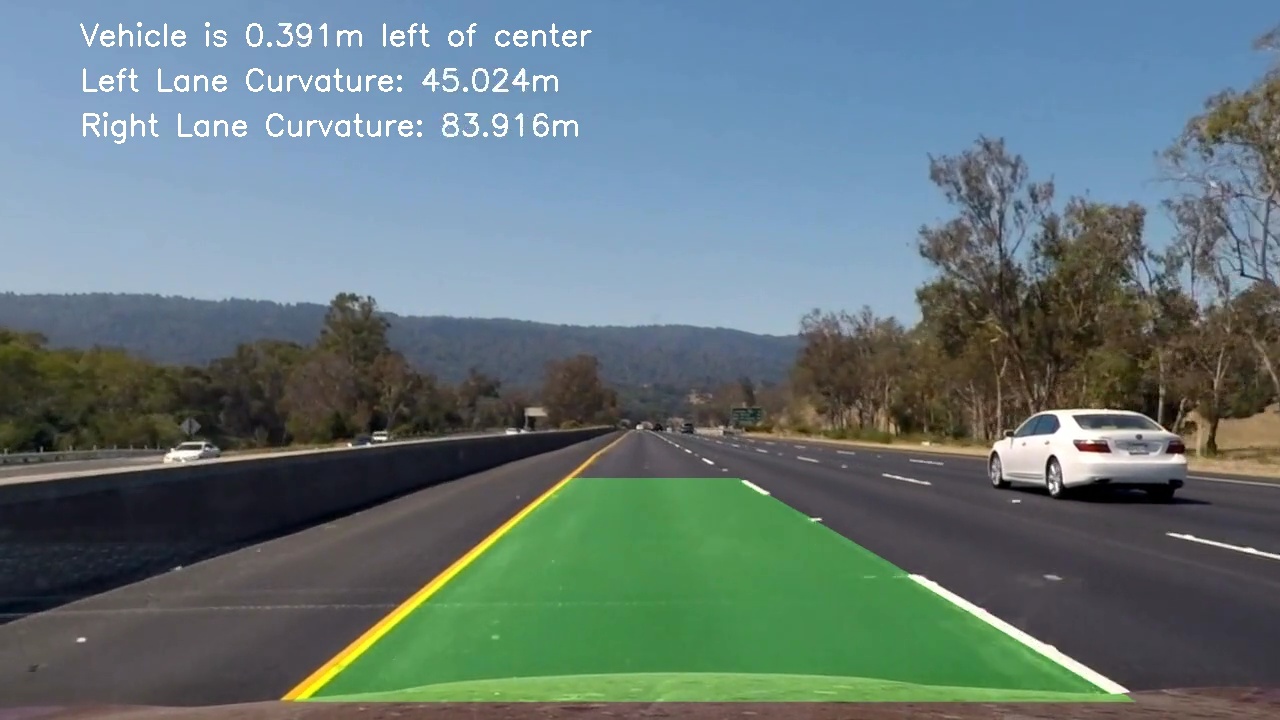 Vehicle is 0.391m left of center
Left Lane Curvature: 45.024m
Right Lane Curvature: 83.916m